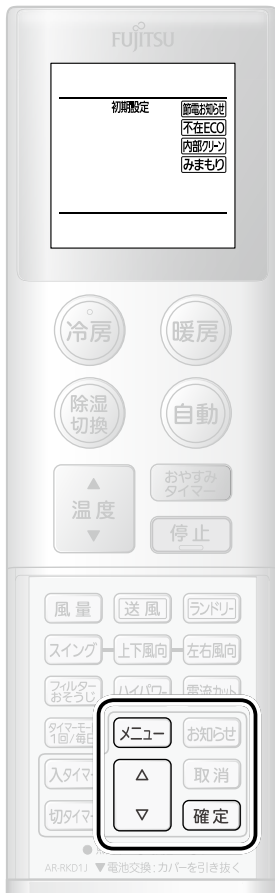 FUJITSU
初期設定
節電お知らせ
不在ECO
内部クリーン
みまもり
冷房
暖房
除湿
切換
自動
▲
温度
▼
おやすみ
タイマー
停止
風量
送風
ランドリー
スイング
上下風向
左右風向
フィルター
おそうじ
ハイパワー
電流カット
タイマーモー
1回/毎日
メニュー
お知らせ
入タイマ
△
▽
取消
切タイマ
確定
AR-RKD1J ▼電池交換:カバーを引き抜く